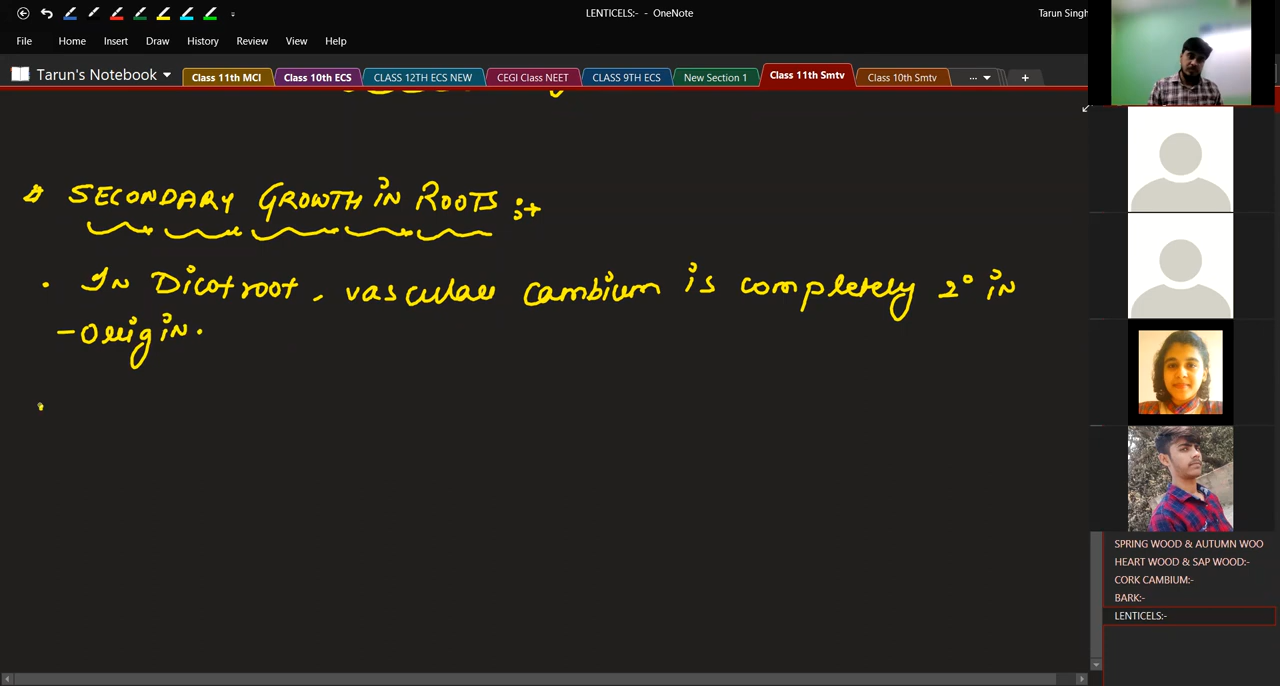 LENTICELS:- - OneNote
Tarun Singh
File Home Insert Draw History Review View Help
Tarun's Notebook
Class 11th MCI
Class 10th ECS
CLASS 12TH ECS NEW
CEGI Class NEET
CLASS 9TH ECS
New Section 1
Class 11th Smtv
Class 10th Smtv
...
+
SECONDARY GROWTH IN ROOTS :+
. In Dicot root, vascular cambium is completely 2° in
-origin.
SPRING WOOD & AUTUMN WOO
HEART WOOD & SAP WOOD:-
CORK CAMBIUM:-
BARK:-
LENTICELS:-